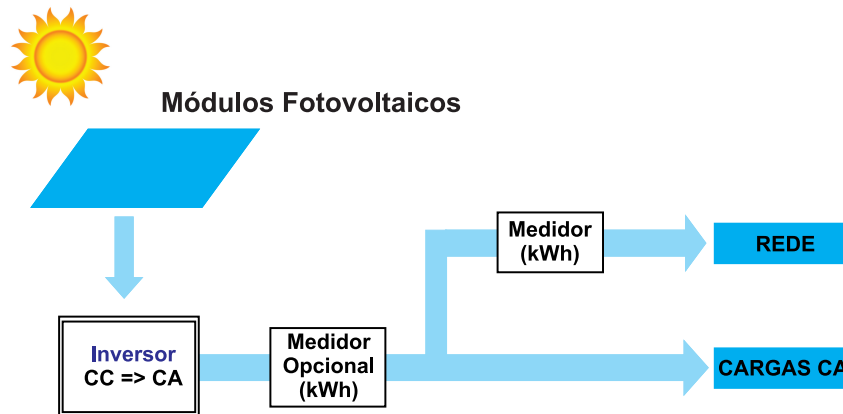 Módulos Fotovoltaicos
Medidor
(kWh)
REDE
Inversor
CC => CA
Medidor
Opcional
(kWh)
CARGAS CA